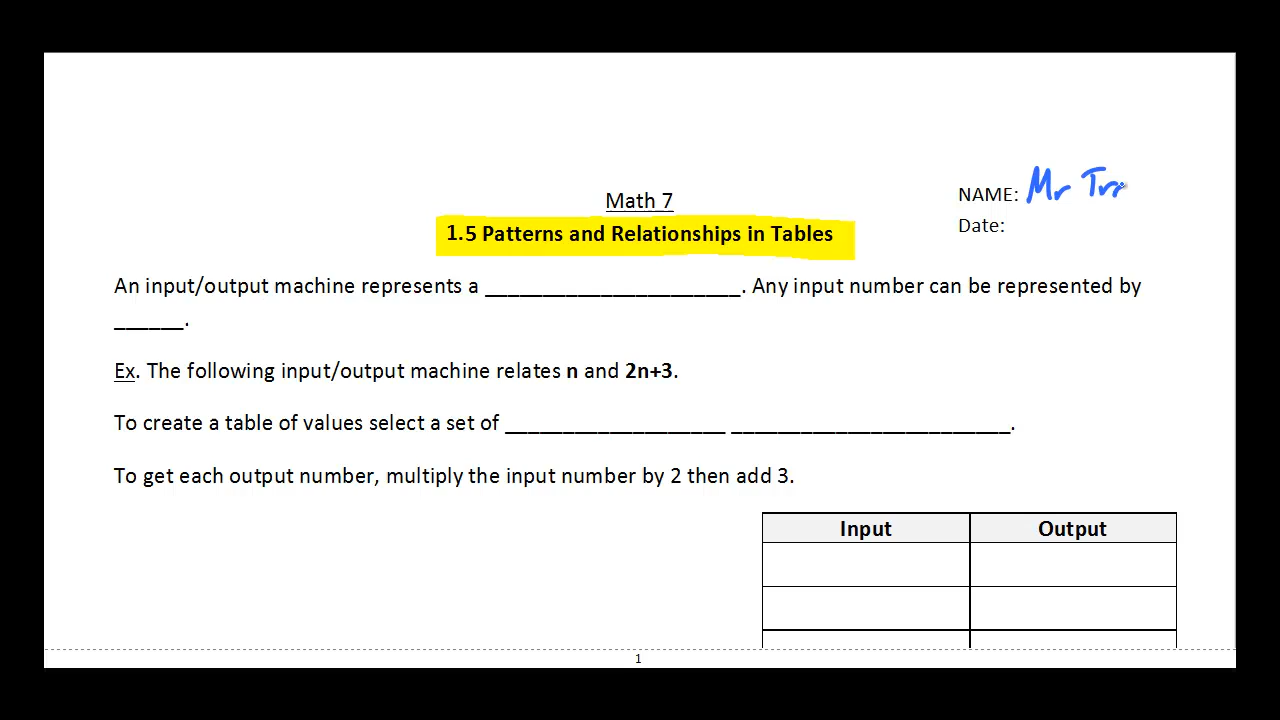 Math 7
NAME: Mr
1.5 Patterns and Relationships in Tables
Date:
An input/output machine represents a ______________________. Any input number can be represented by
______.
Ex. The following input/output machine relates n and 2n+3.
To create a table of values select a set of ___________________ ________________________.
To get each output number, multiply the input number by 2 then add 3.
Input Output
1